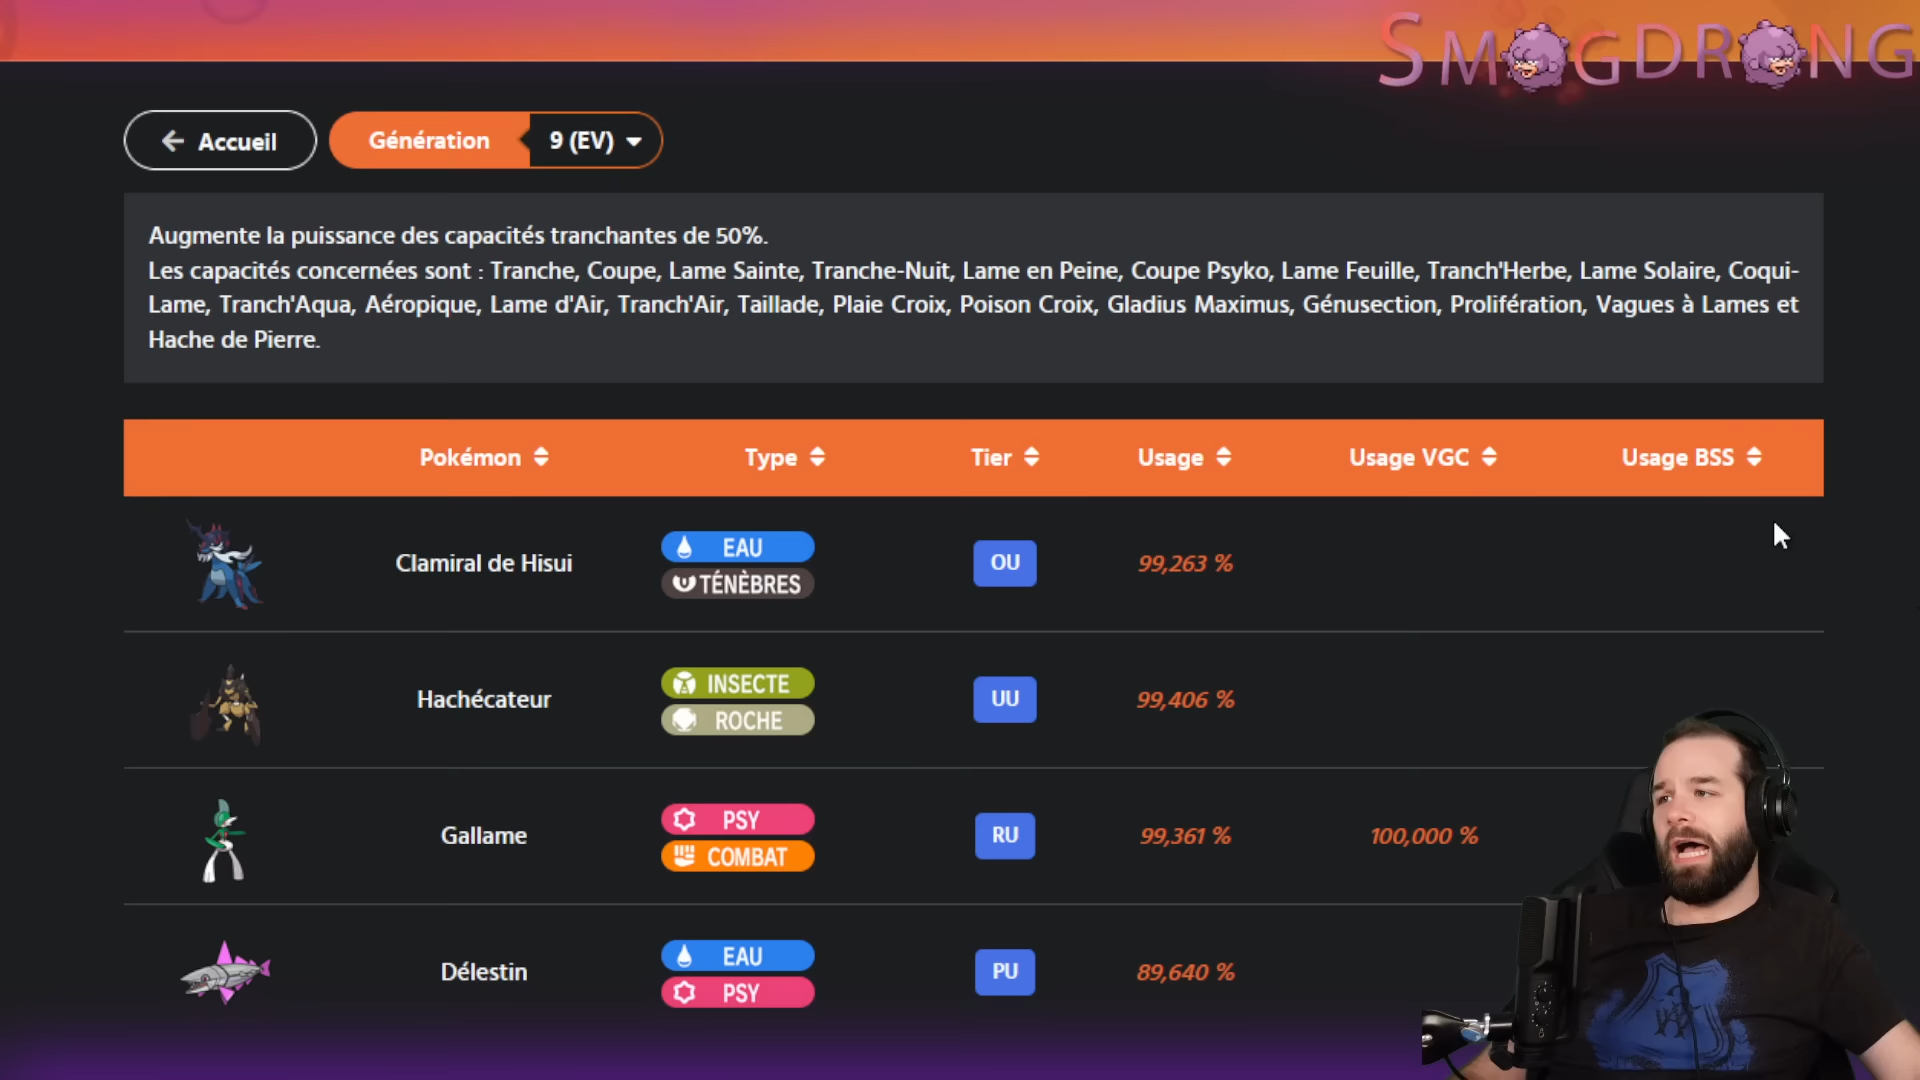 SMOGDRONG
Accueil
Génération
9 (EV)
Augmente la puissance des capacités tranchantes de 50%.
Les capacités concernées sont : Tranche, Coupe, Lame Sainte, Tranche-Nuit, Lame en Peine, Coupe Psyko, Lame Feuille, Tranch'Herbe, Lame Solaire, Coqui-
Lame, Tranch'Aqua, Aéropique, Lame d'Air, Tranch'Air, Taillade, Plaie Croix, Poison Croix, Gladius Maximus, Génusection, Prolifération, Vagues à Lames et
Hache de Pierre.
Pokémon Type Tier Usage Usage VGC Usage BSS
Clamiral de Hisui EAU TÉNÈBRES OU 99,263 %
Hachécateur INSECTE ROCHE UU 99,406 %
Gallame PSY COMBAT RU 99,361 % 100,000 %
Délestin EAU PSY PU 89,640 %